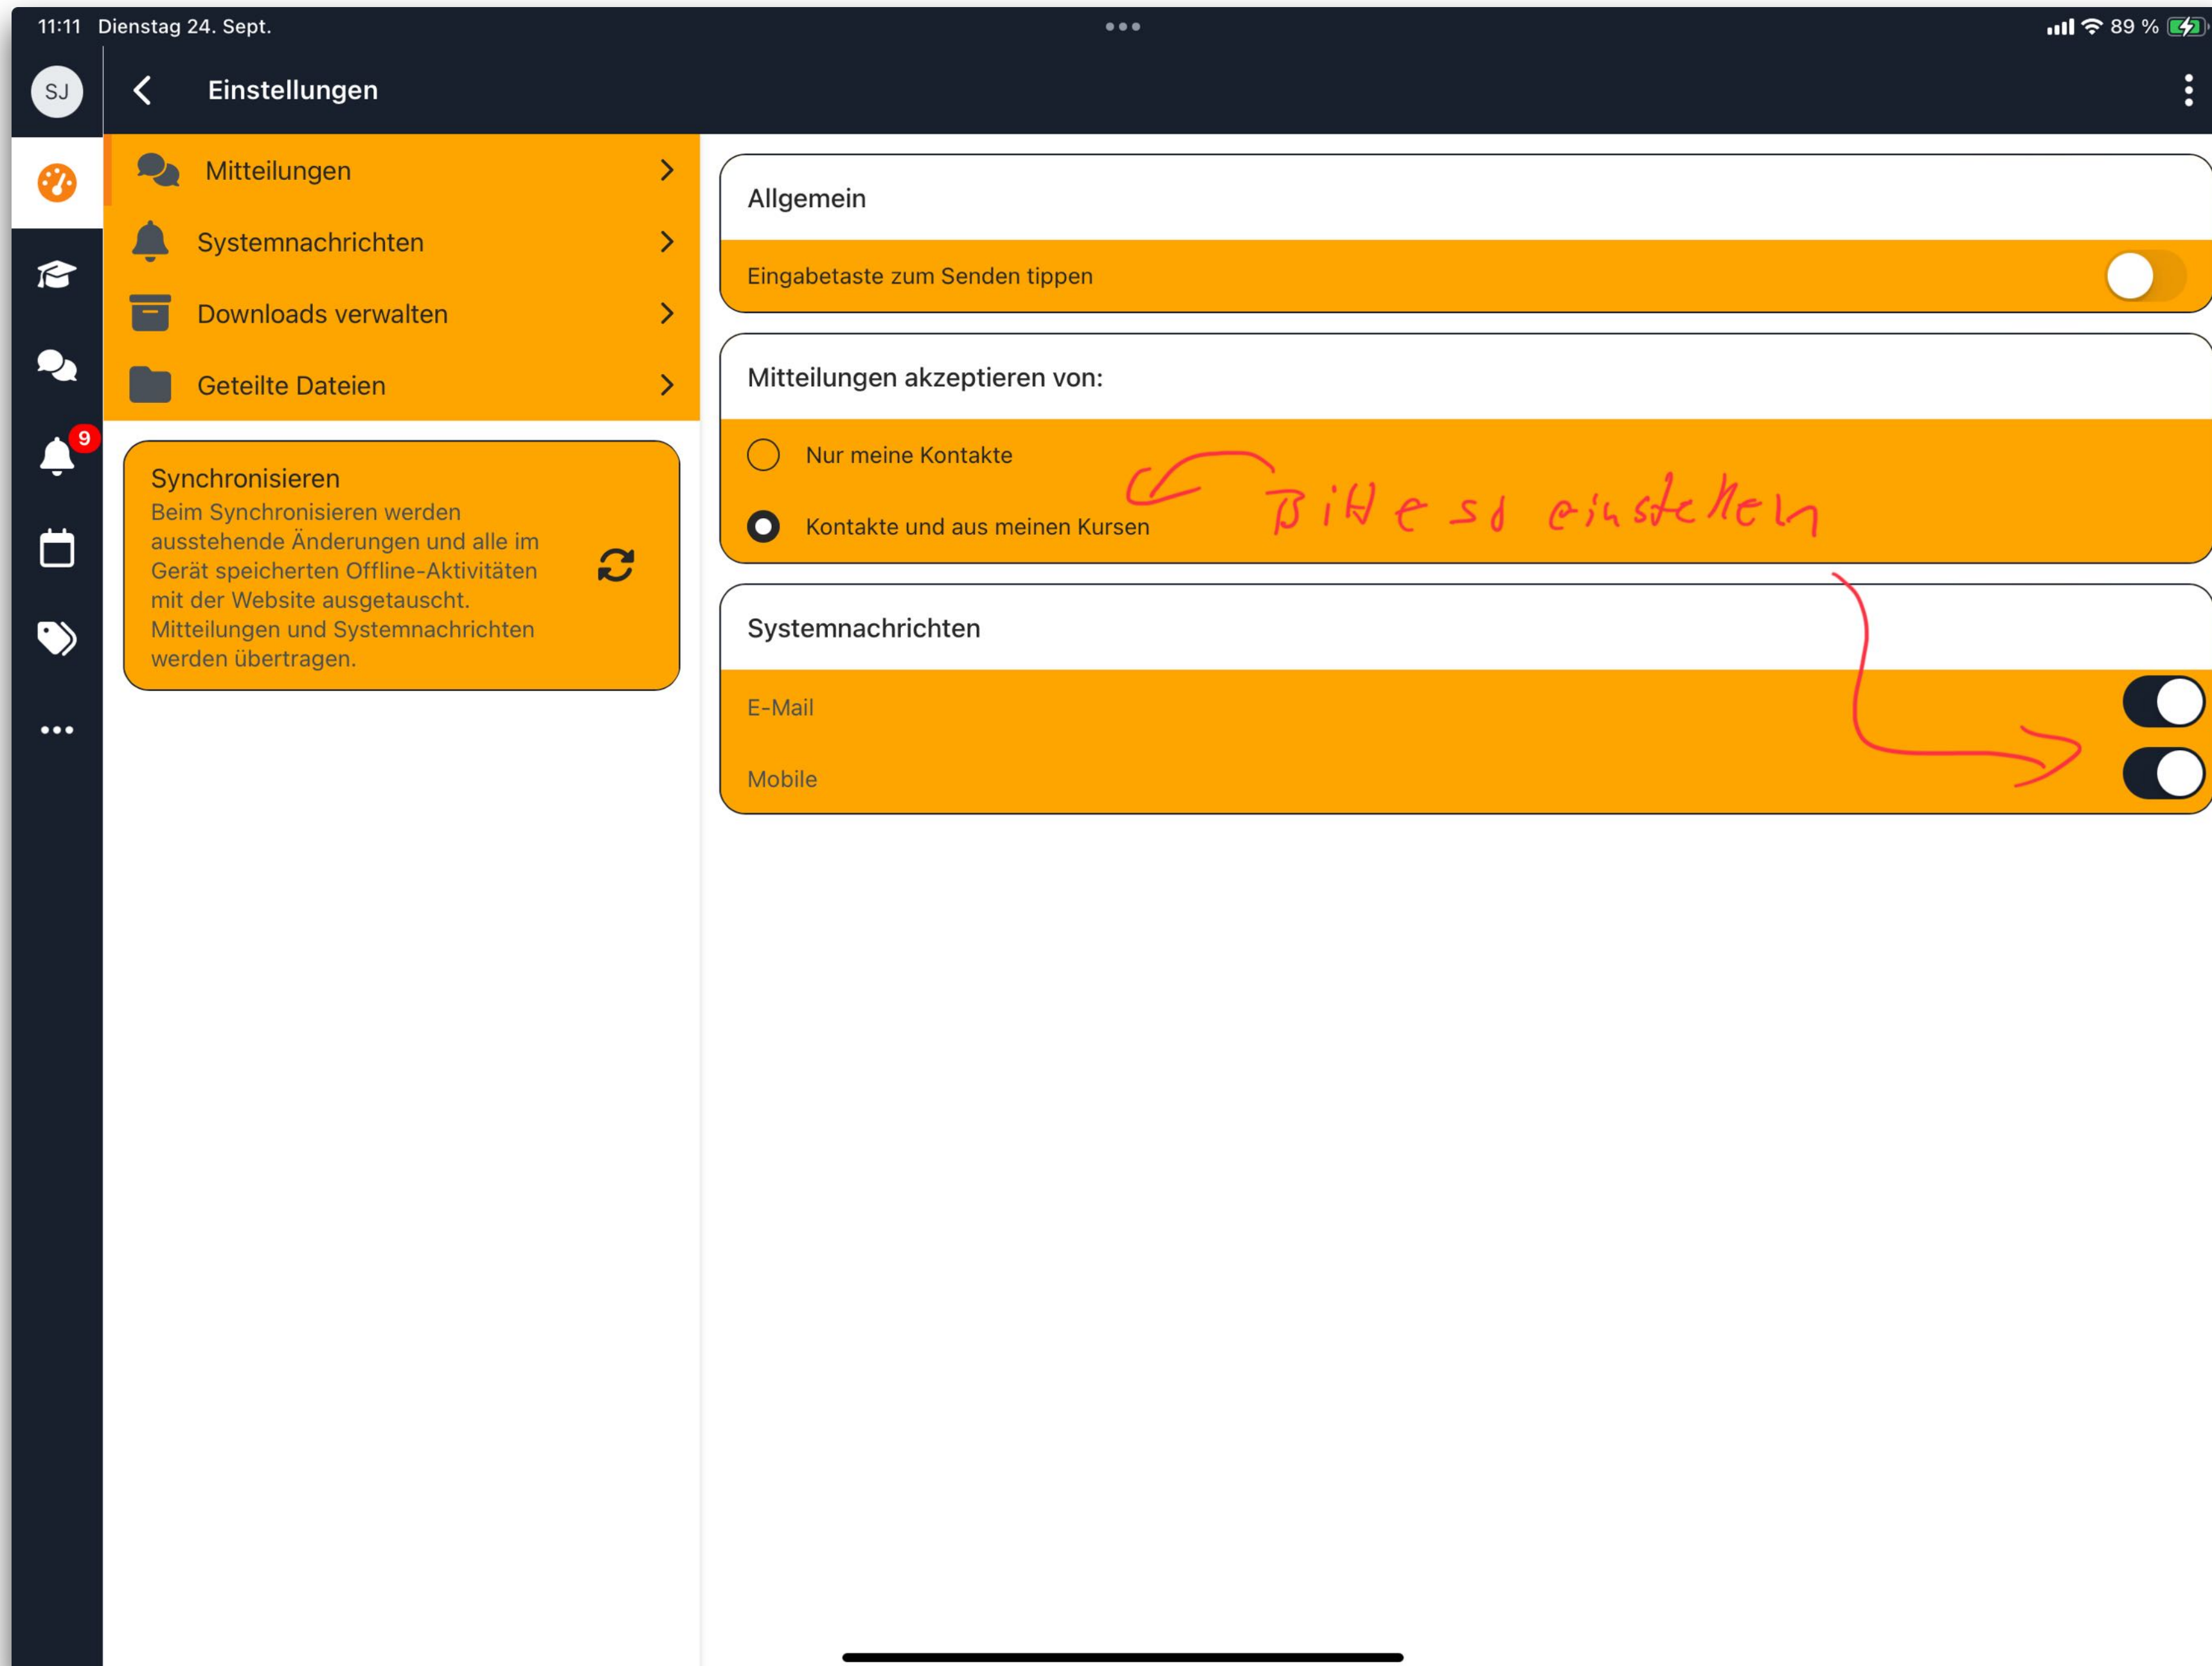 11:11 Dienstag 24. Sept.
89 %
SJ
Einstellungen
Mitteilungen
Systemnachrichten
Downloads verwalten
Geteilte Dateien
9
Synchronisieren
Beim Synchronisieren werden
ausstehende Änderungen und alle im
Gerät speicherten Offline-Aktivitäten
mit der Website ausgetauscht.
Mitteilungen und Systemnachrichten
werden übertragen.
Allgemein
Eingabetaste zum Senden tippen
Mitteilungen akzeptieren von:
Nur meine Kontakte
Kontakte und aus meinen Kursen
Bitte so einstellen
Systemnachrichten
E-Mail
Mobile